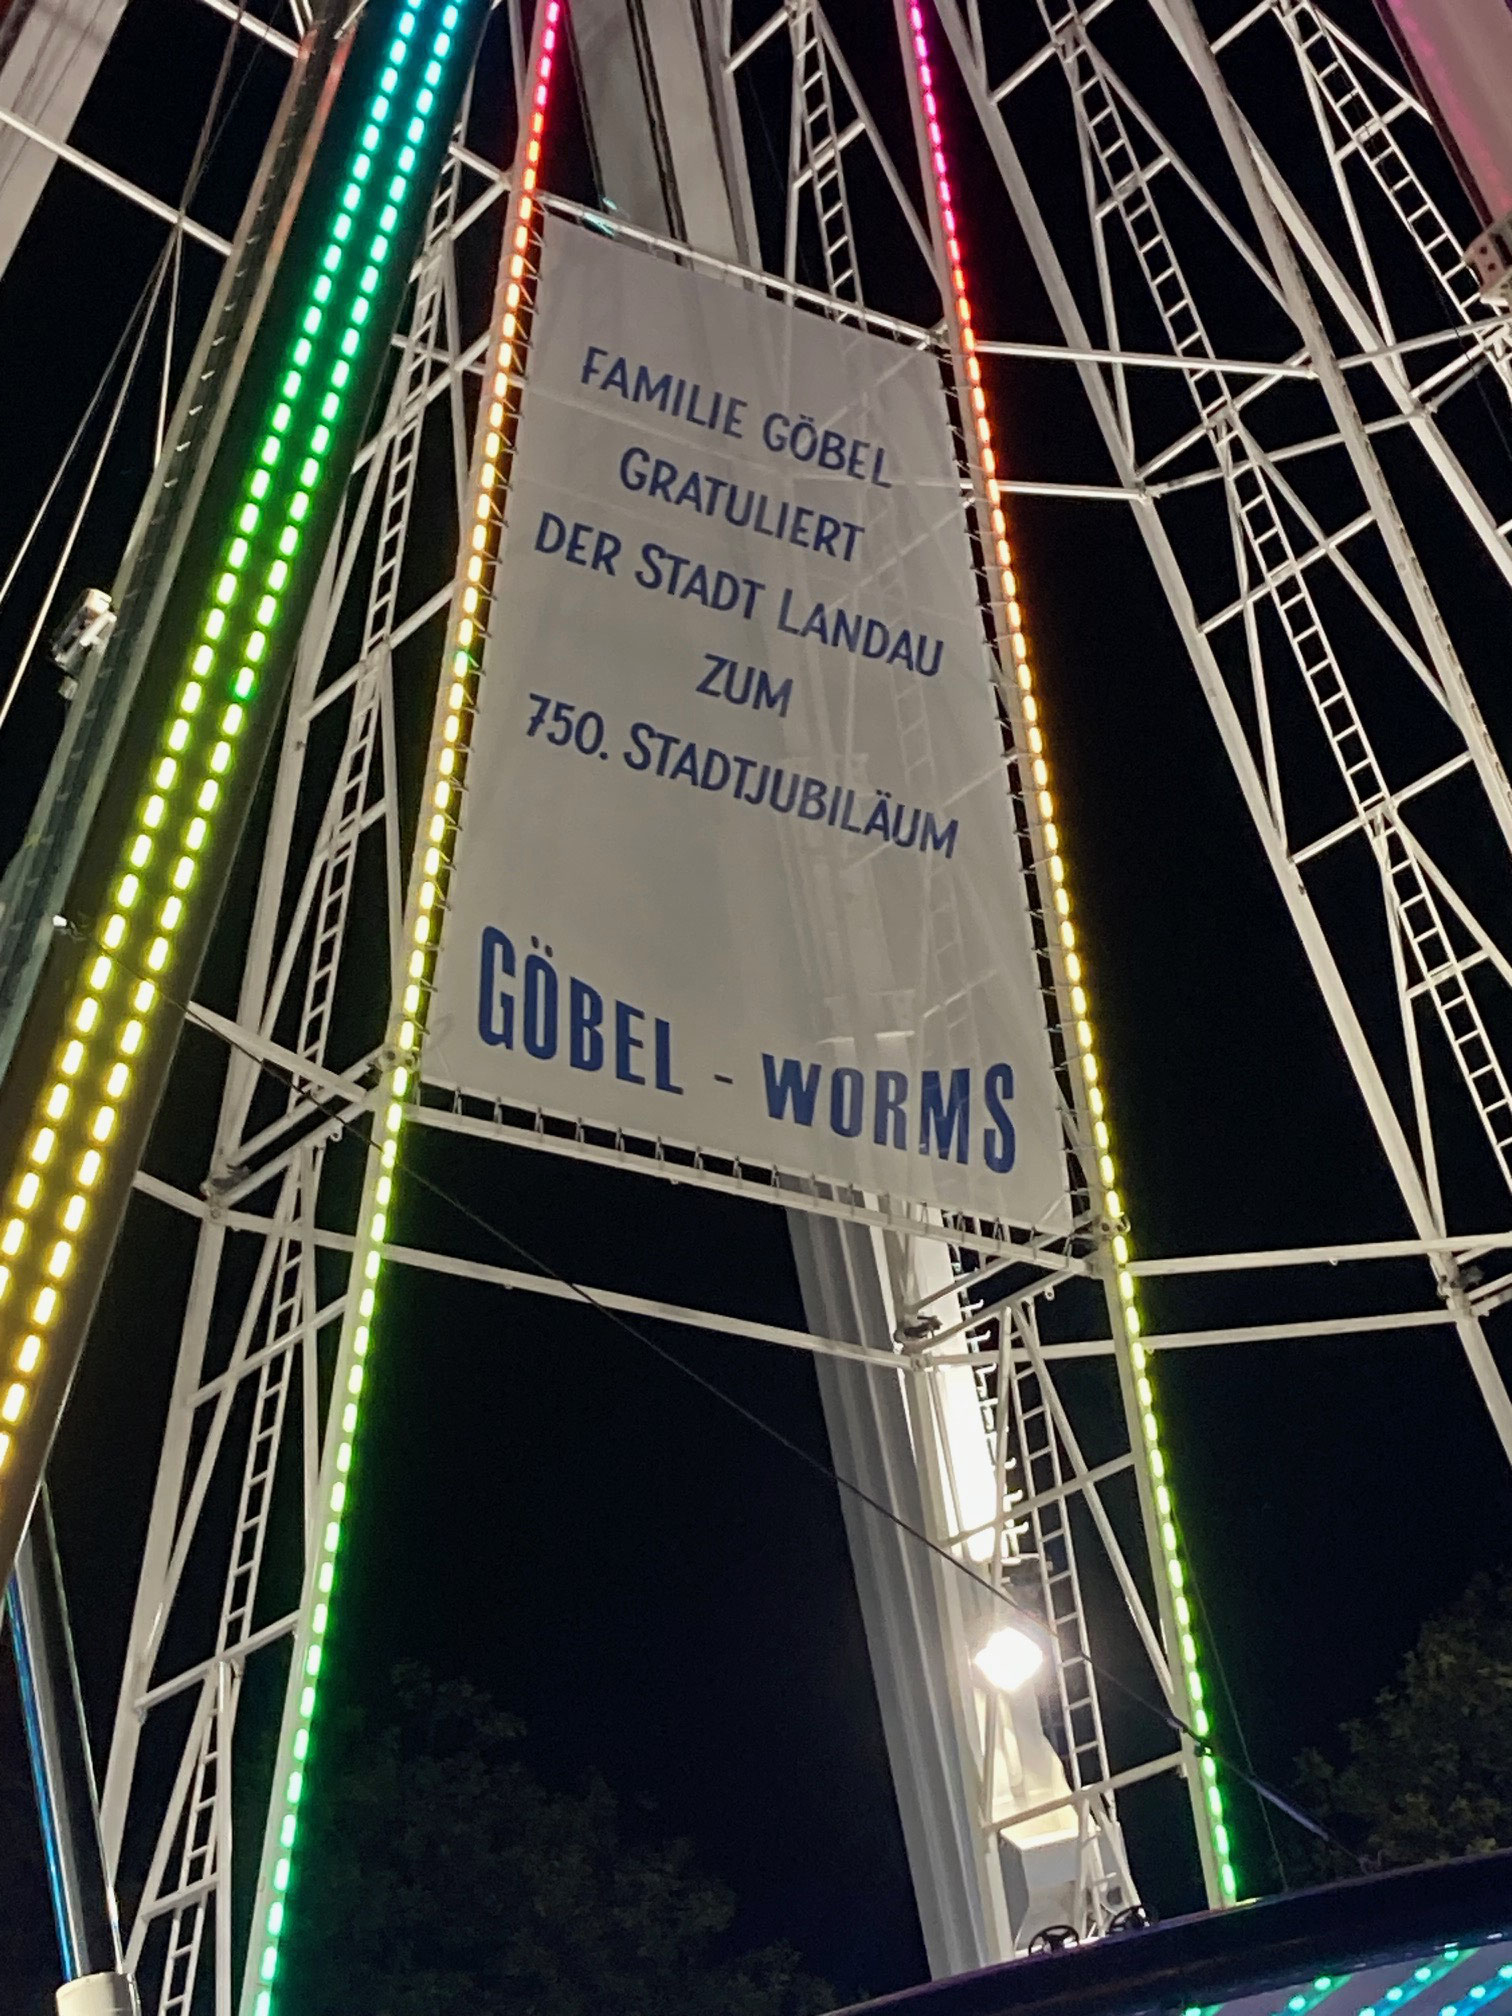 FAMILIE GÖBEL
GRATULIERT
DER STADT LANDAU
ZUM
750. STADTJUBILÄUM
GÖBEL - WORMS